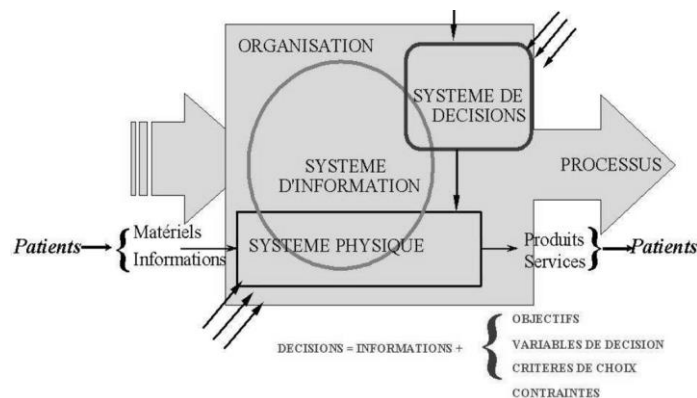 ORGANISATION
SYSTEME DE
DECISIONS
SYSTEME
D'INFORMATION
PROCESSUS
Patients
Matériels
Informations
SYSTEME PHYSIQUE
Produits
Services
Patients
DECISIONS = INFORMATIONS +
OBJECTIFS
VARIABLES DE DECISION
CRITERES DE CHOIX
CONTRAINTES